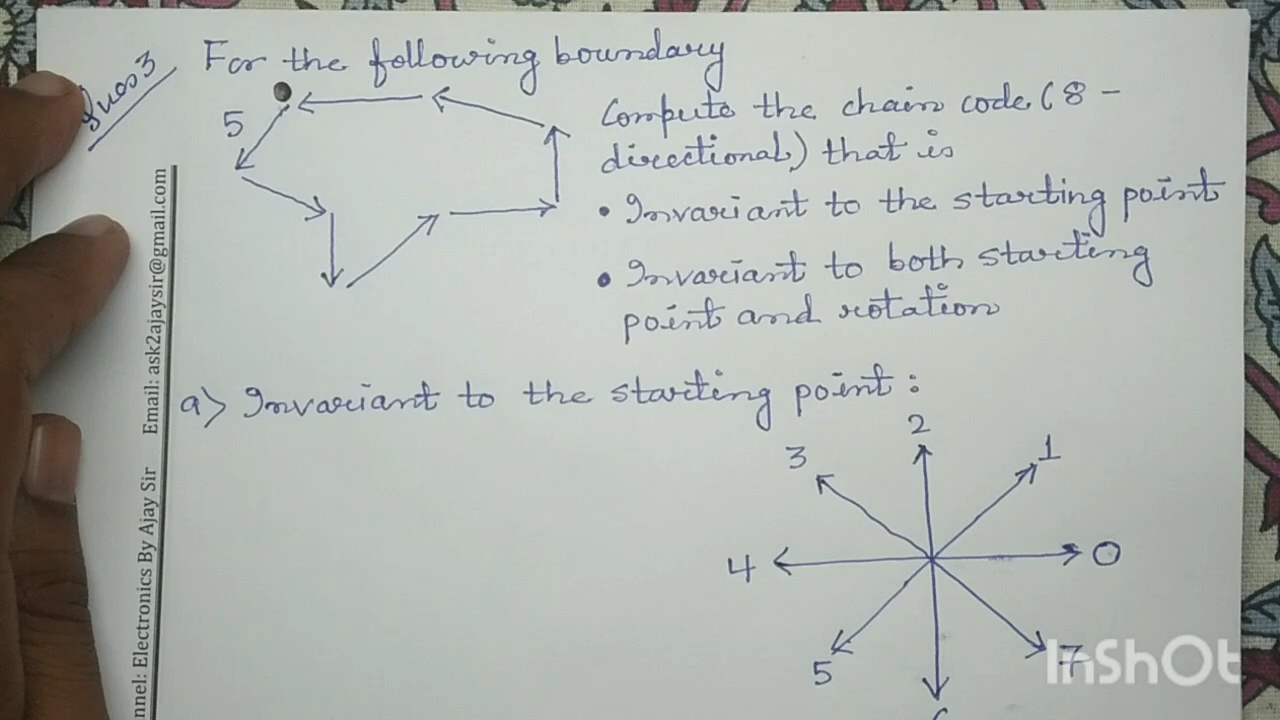 Ques 3
For the following boundary
5
Compute the chain code (8-
directional) that is
• Invariant to the starting point
• Invariant to both starting
point and rotation
a) Invariant to the starting point:
2
3
1
4
0
5
7
nnel: Electronics By Ajay Sir Email: ask2ajaysir@gmail.com
InShOt